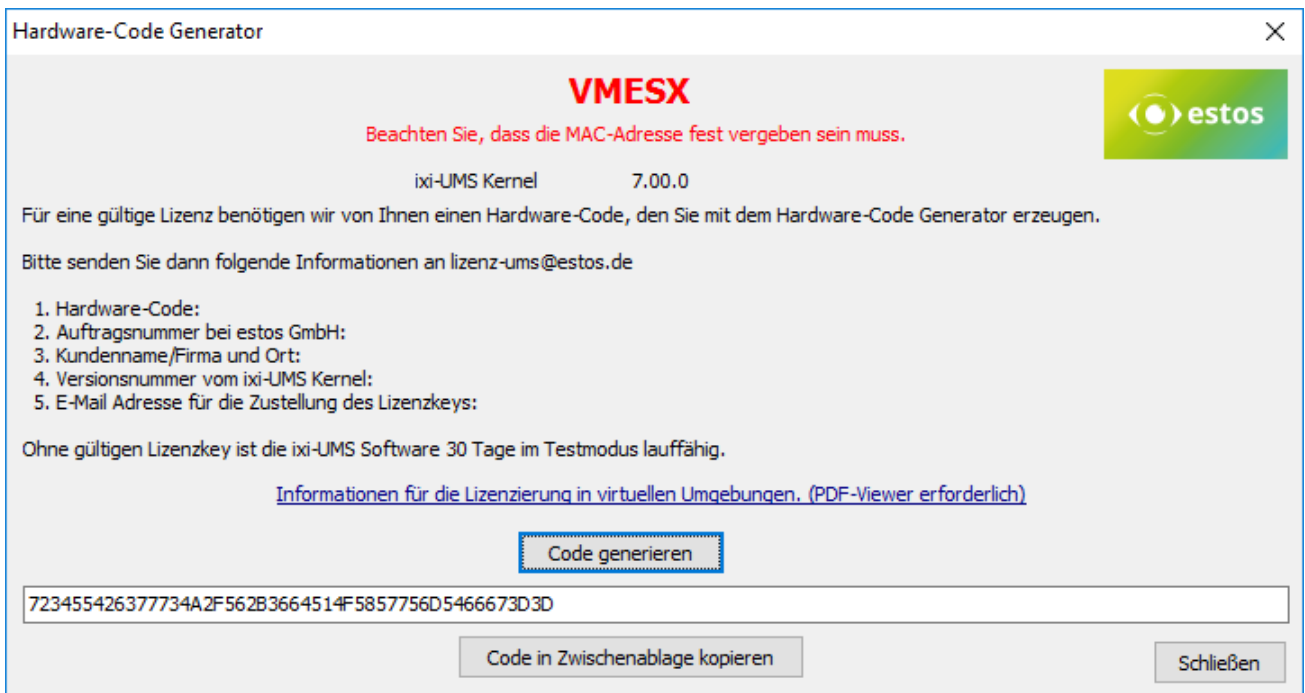 Hardware-Code Generator
VMESX
Beachten Sie, dass die MAC-Adresse fest vergeben sein muss.
estos
ixi-UMS Kernel 7.00.0
Für eine gültige Lizenz benötigen wir von Ihnen einen Hardware-Code, den Sie mit dem Hardware-Code Generator erzeugen.
Bitte senden Sie dann folgende Informationen an lizenz-ums@estos.de
1. Hardware-Code:
2. Auftragsnummer bei estos GmbH:
3. Kundenname/Firma und Ort:
4. Versionsnummer vom ixi-UMS Kernel:
5. E-Mail Adresse für die Zustellung des Lizenzkeys:
Ohne gültigen Lizenzkey ist die ixi-UMS Software 30 Tage im Testmodus lauffähig.
Informationen für die Lizenzierung in virtuellen Umgebungen. (PDF-Viewer erforderlich)
Code generieren
723455426377734A2F562B3664514F5857756D5466673D3D
Code in Zwischenablage kopieren
Schließen